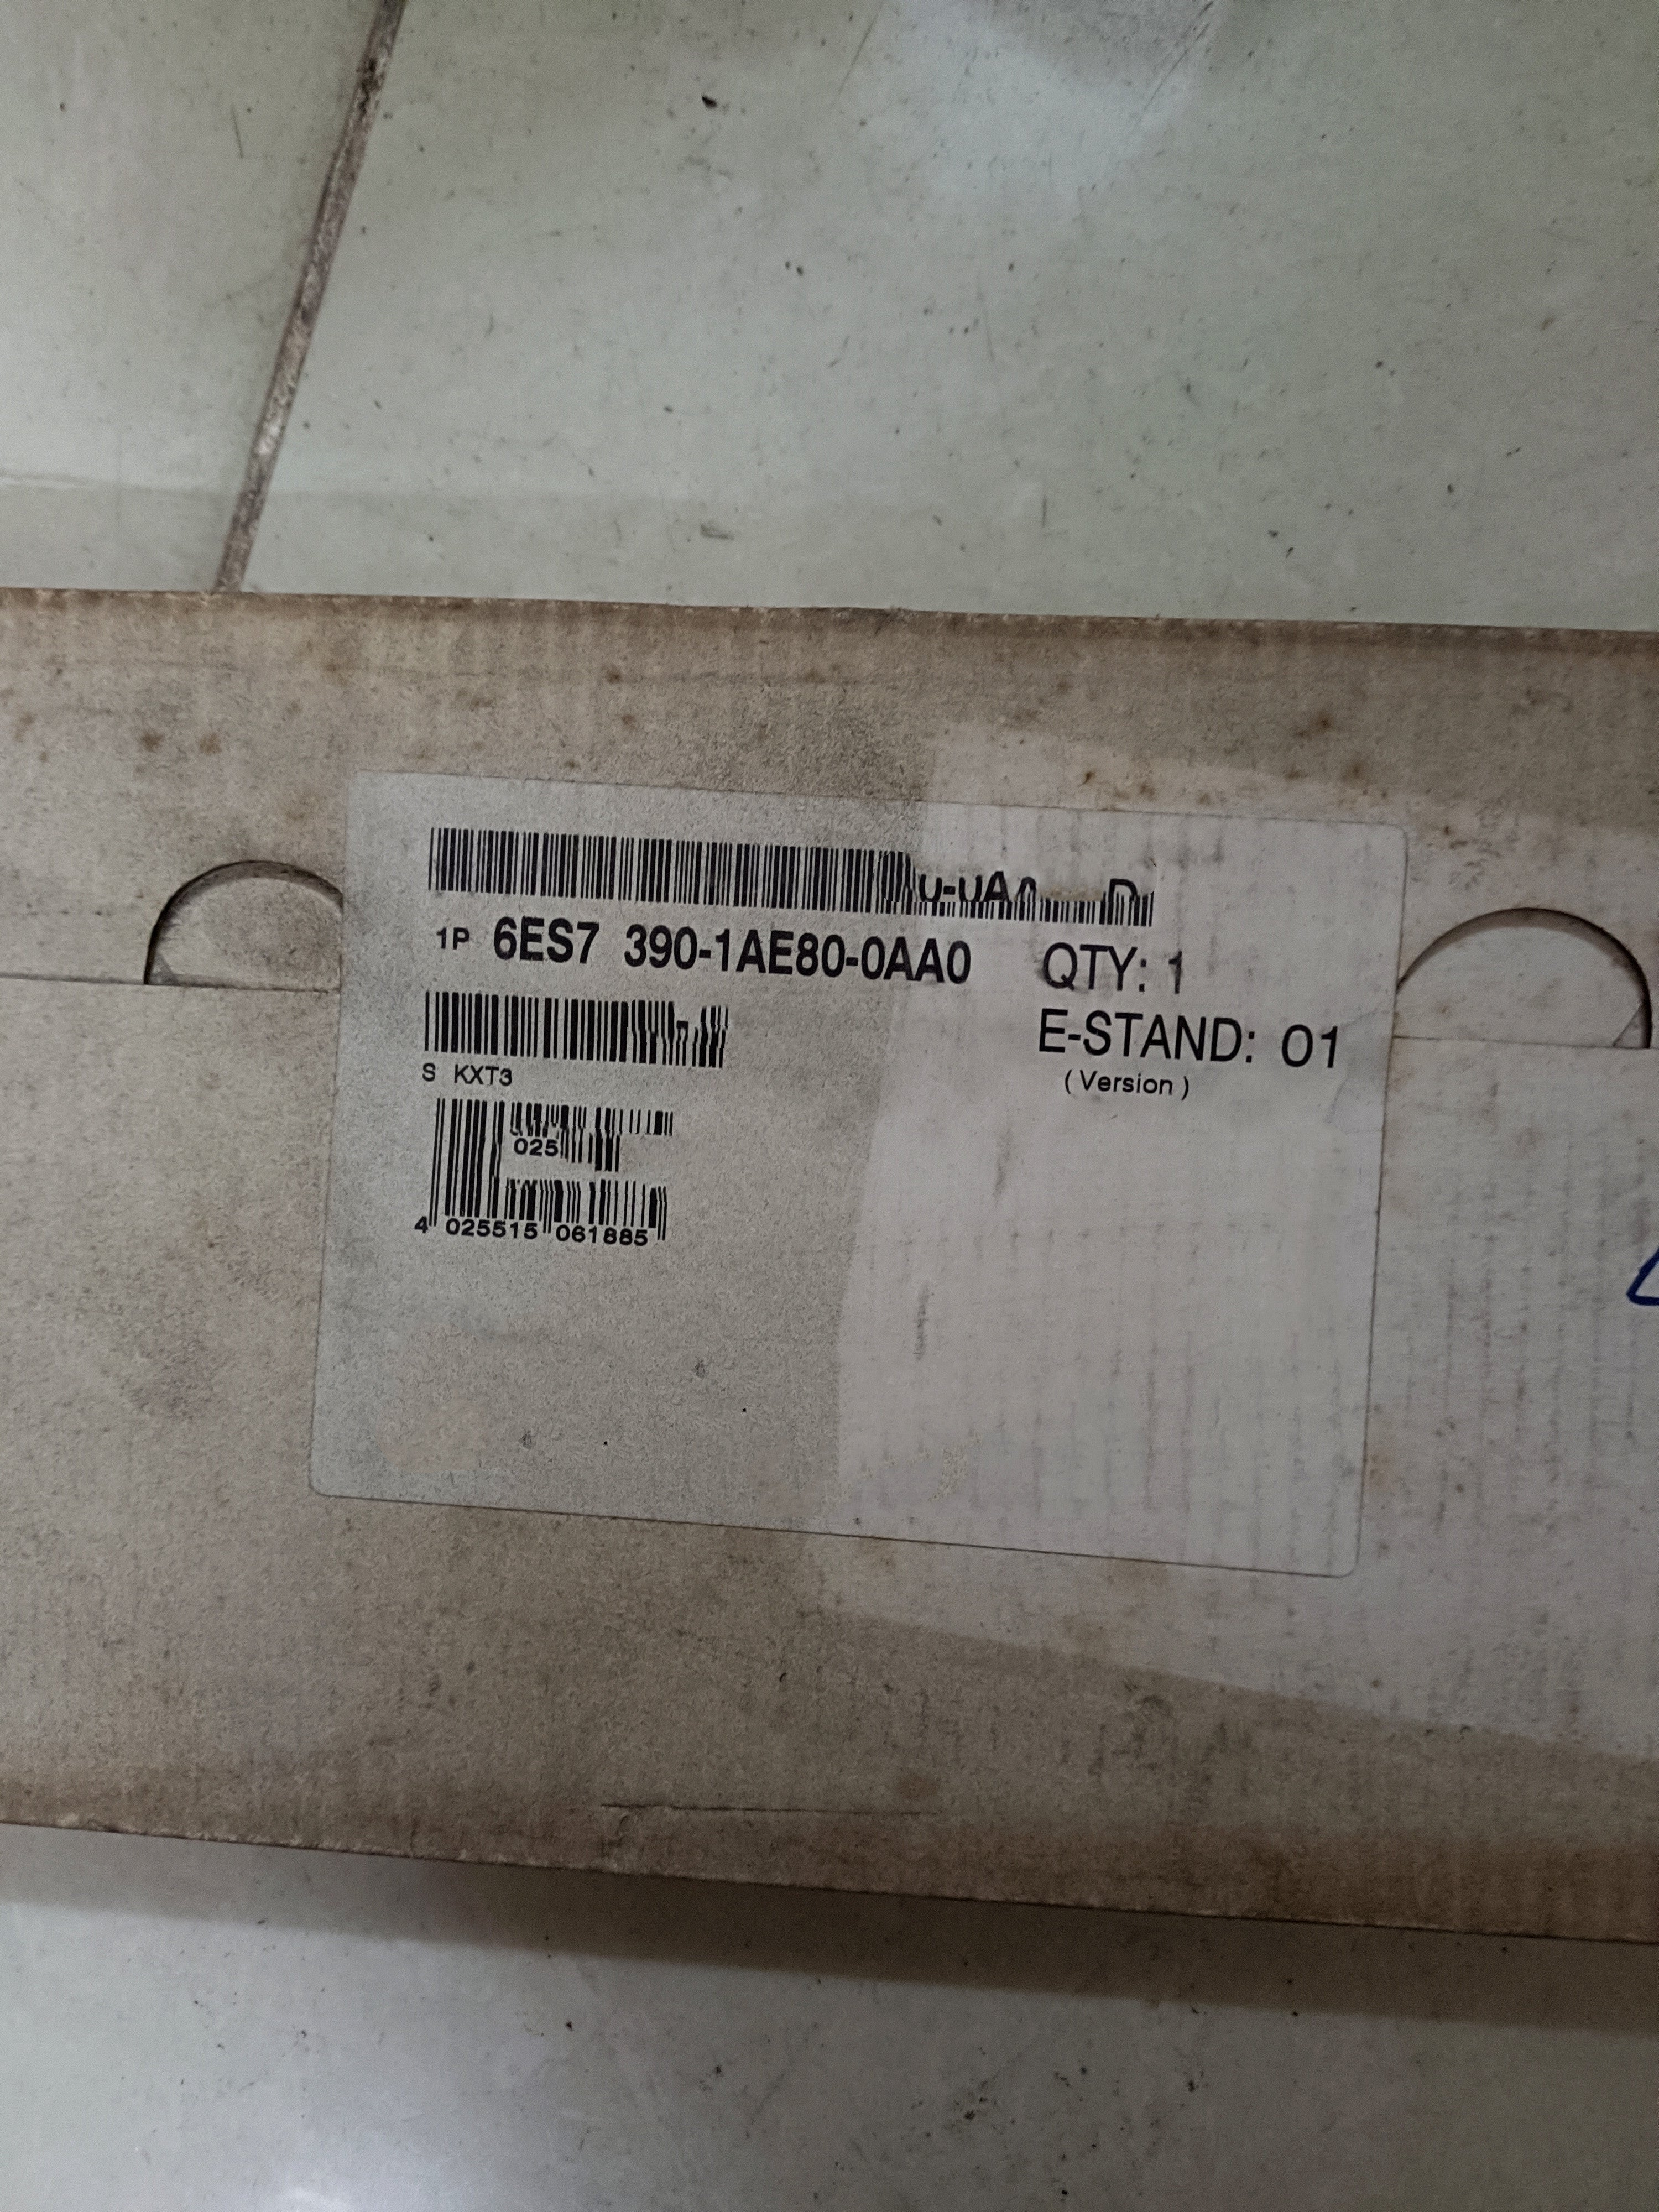 1P 6ES7 390-1AE80-0AA0 QTY: 1
E-STAND: 01
(Version)
S KXT3
025
4 025515 061885